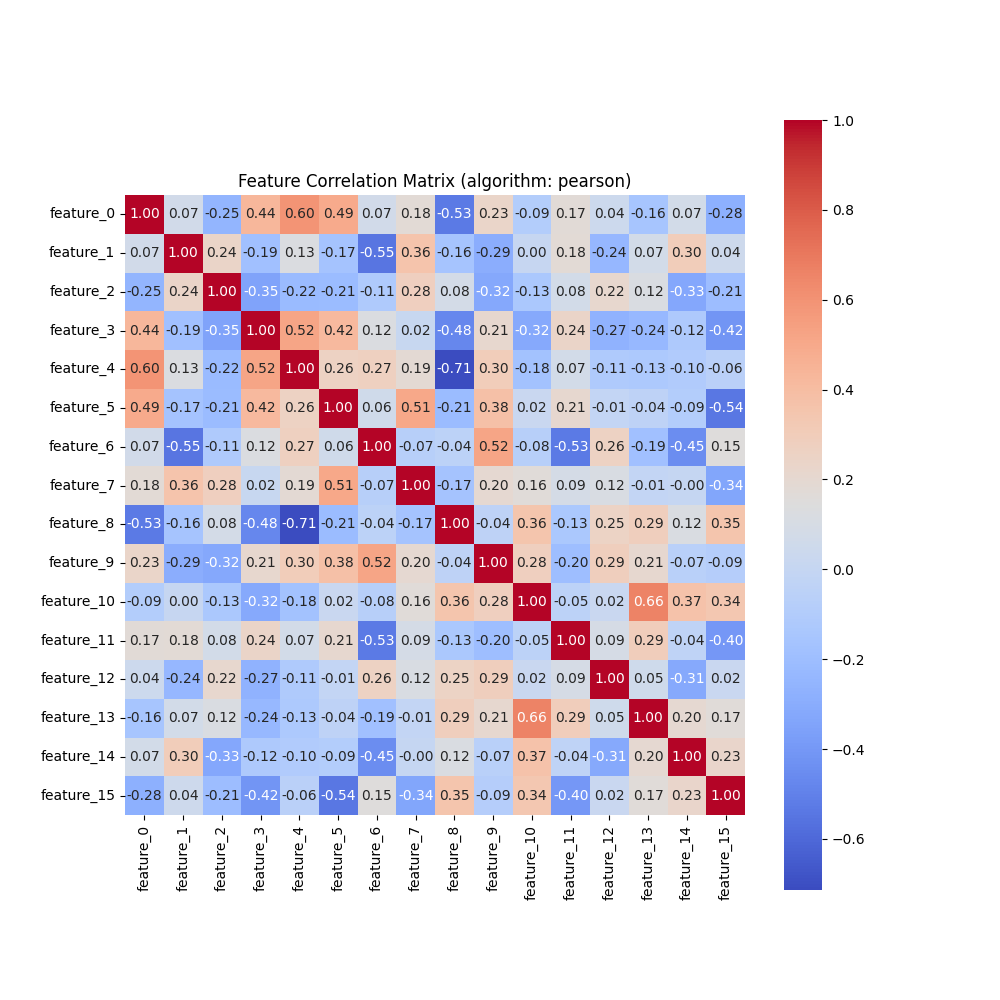 Feature Correlation Matrix (algorithm: pearson)
feature_0 1.00 0.07 -0.25 0.44 0.60 0.49 0.07 0.18 -0.53 0.23 -0.09 0.17 0.04 -0.16 0.07 -0.28
feature_1 0.07 1.00 0.24 -0.19 0.13 -0.17 -0.55 0.36 -0.16 -0.29 0.00 0.18 -0.24 0.07 0.30 0.04
feature_2 -0.25 0.24 1.00 -0.35 -0.22 -0.21 -0.11 0.28 0.08 -0.32 -0.13 0.08 0.22 0.12 -0.33 -0.21
feature_3 0.44 -0.19 -0.35 1.00 0.52 0.42 0.12 0.02 -0.48 0.21 -0.32 0.24 -0.27 -0.24 -0.12 -0.42
feature_4 0.60 0.13 -0.22 0.52 1.00 0.26 0.27 0.19 -0.71 0.30 -0.18 0.07 -0.11 -0.13 -0.10 -0.06
feature_5 0.49 -0.17 -0.21 0.42 0.26 1.00 0.06 0.51 -0.21 0.38 0.02 0.21 -0.01 -0.04 -0.09 -0.54
feature_6 0.07 -0.55 -0.11 0.12 0.27 0.06 1.00 -0.07 -0.04 0.52 -0.08 -0.53 0.26 -0.19 -0.45 0.15
feature_7 0.18 0.36 0.28 0.02 0.19 0.51 -0.07 1.00 -0.17 0.20 0.16 0.09 0.12 -0.01 -0.00 -0.34
feature_8 -0.53 -0.16 0.08 -0.48 -0.71 -0.21 -0.04 -0.17 1.00 -0.04 0.36 -0.13 0.25 0.29 0.12 0.35
feature_9 0.23 -0.29 -0.32 0.21 0.30 0.38 0.52 0.20 -0.04 1.00 0.28 -0.20 0.29 0.21 -0.07 -0.09
feature_10 -0.09 0.00 -0.13 -0.32 -0.18 0.02 -0.08 0.16 0.36 0.28 1.00 -0.05 0.02 0.66 0.37 0.34
feature_11 0.17 0.18 0.08 0.24 0.07 0.21 -0.53 0.09 -0.13 -0.20 -0.05 1.00 0.09 0.29 -0.04 -0.40
feature_12 0.04 -0.24 0.22 -0.27 -0.11 -0.01 0.26 0.12 0.25 0.29 0.02 0.09 1.00 0.05 -0.31 0.02
feature_13 -0.16 0.07 0.12 -0.24 -0.13 -0.04 -0.19 -0.01 0.29 0.21 0.66 0.29 0.05 1.00 0.20 0.17
feature_14 0.07 0.30 -0.33 -0.12 -0.10 -0.09 -0.45 -0.00 0.12 -0.07 0.37 -0.04 -0.31 0.20 1.00 0.23
feature_15 -0.28 0.04 -0.21 -0.42 -0.06 -0.54 0.15 -0.34 0.35 -0.09 0.34 -0.40 0.02 0.17 0.23 1.00
feature_0
feature_1
feature_2
feature_3
feature_4
feature_5
feature_6
feature_7
feature_8
feature_9
feature_10
feature_11
feature_12
feature_13
feature_14
feature_15
1.0
0.8
0.6
0.4
0.2
0.0
−0.2
−0.4
−0.6